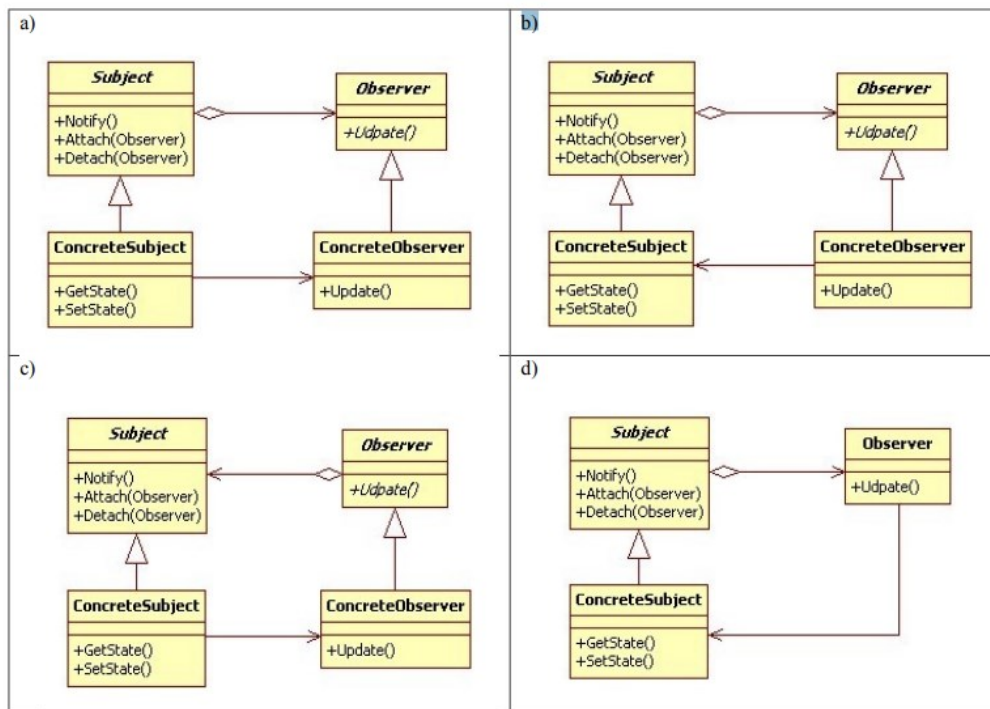 a)
Subject
+Notify()
+Attach(Observer)
+Detach(Observer)
Observer
+Udpate()
ConcreteSubject
+GetState()
+SetState()
ConcreteObserver
+Update()
b)
Subject
+Notify()
+Attach(Observer)
+Detach(Observer)
Observer
+Udpate()
ConcreteSubject
+GetState()
+SetState()
ConcreteObserver
+Update()
c)
Subject
+Notify()
+Attach(Observer)
+Detach(Observer)
Observer
+Udpate()
ConcreteSubject
+GetState()
+SetState()
ConcreteObserver
+Update()
d)
Subject
+Notify()
+Attach(Observer)
+Detach(Observer)
Observer
+Udpate()
ConcreteSubject
+GetState()
+SetState()